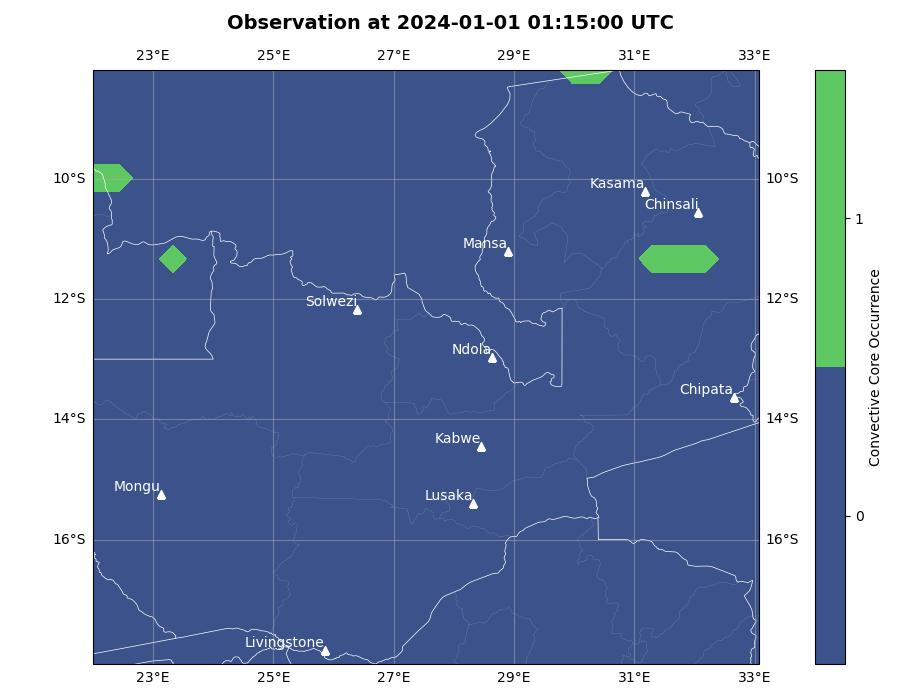 Observation at 2024-01-01 01:15:00 UTC
23°E 25°E 27°E 29°E 31°E 33°E
10°S 10°S
Kasama
Chinsali
1
Mansa
12°S 12°S
Solwezi
Ndola
Chipata
14°S 14°S
Kabwe
Mongu
Lusaka
0
16°S 16°S
Livingstone
23°E 25°E 27°E 29°E 31°E 33°E
Convective Core Occurrence